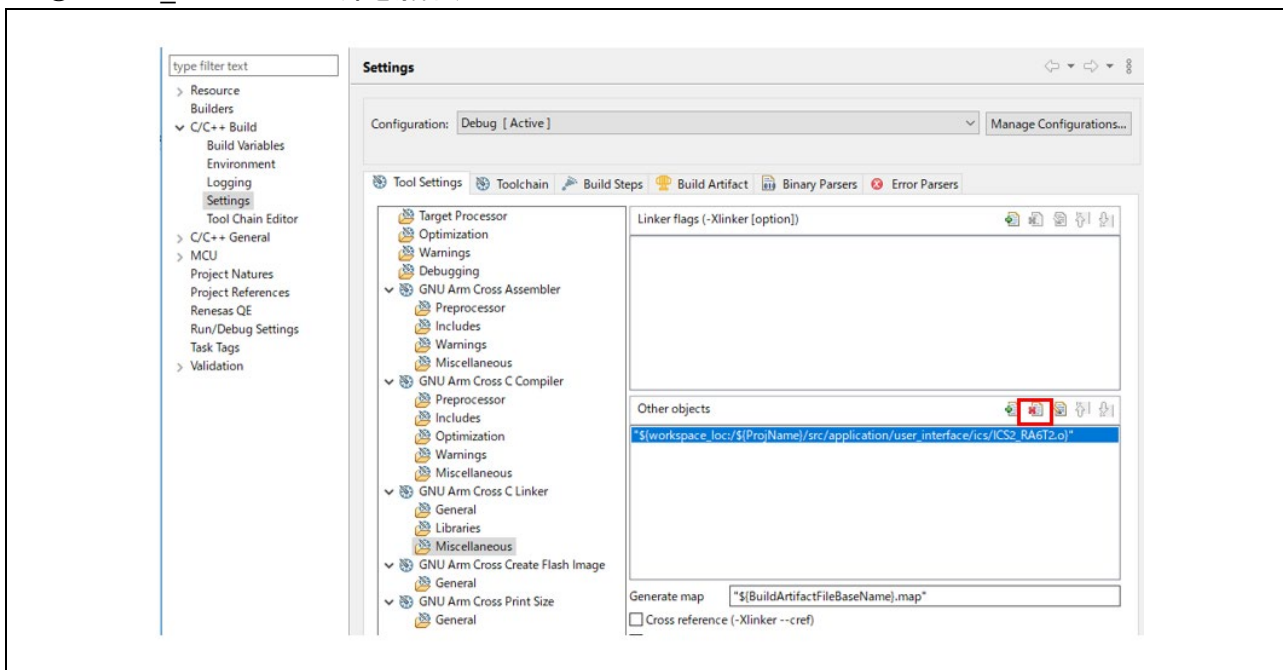 type filter text
Resource
Builders
C/C++ Build
Build Variables
Environment
Logging
Settings
Tool Chain Editor
C/C++ General
MCU
Project Natures
Project References
Renesas QE
Run/Debug Settings
Task Tags
Validation
Settings
Configuration: Debug [ Active ] Manage Configurations...
Tool Settings Toolchain Build Steps Build Artifact Binary Parsers Error Parsers
Target Processor
Optimization
Warnings
Debugging
GNU Arm Cross Assembler
Preprocessor
Includes
Warnings
Miscellaneous
GNU Arm Cross C Compiler
Preprocessor
Includes
Optimization
Warnings
Miscellaneous
GNU Arm Cross C Linker
General
Libraries
Miscellaneous
GNU Arm Cross Create Flash Image
General
GNU Arm Cross Print Size
General
Linker flags (-Xlinker [option])
Other objects
"${workspace_loc:/${ProjName}/src/application/user_interface/ics/ICS2_RA6T2.o}"
Generate map "${BuildArtifactFileBaseName}.map"
Cross reference (-Xlinker --cref)